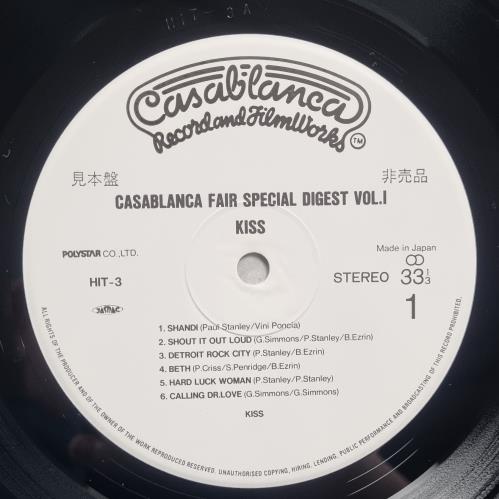 HIT-3A
Casablanca
Record and FilmWorks
TM
見本盤
非売品
CASABLANCA FAIR SPECIAL DIGEST VOL.I
KISS
POLYSTAR CO.,LTD.
Made in Japan
HIT-3
STEREO 33 1/3
JASRAC
1
1. SHANDI (Paul Stanley/Vini Poncia)
2. SHOUT IT OUT LOUD (G.Simmons/P.Stanley/B.Ezrin)
3. DETROIT ROCK CITY (P.Stanley/B.Ezrin)
4. BETH (P.Criss/S.Penridge/B.Ezrin)
5. HARD LUCK WOMAN (P.Stanley/P.Stanley)
6. CALLING DR.LOVE (G.Simmons/G.Simmons)
KISS
ALL RIGHTS OF THE PRODUCER AND OF THE OWNER OF THE WORK REPRODUCED RESERVED. UNAUTHORISED COPYING, HIRING, LENDING, PUBLIC PERFORMANCE AND BROADCASTING OF THIS RECORD PROHIBITED.